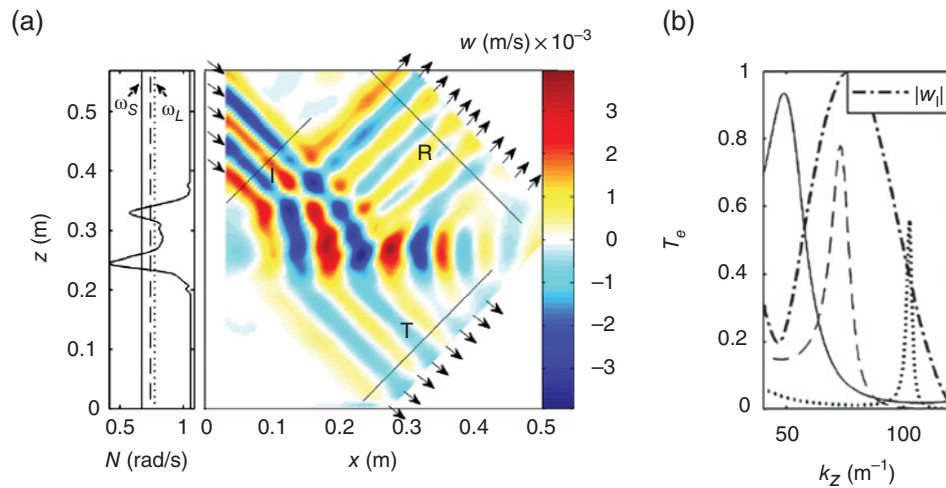 (a)
w (m/s) × 10⁻³
ω_S
ω_L
0.5
0.4
0.3
0.2
0.1
0
z (m)
0.5
1
N (rad/s)
I
R
T
0
0.1
0.2
0.3
0.4
0.5
x (m)
3
2
1
0
−1
−2
−3
(b)
|w_I|
1
0.8
0.6
0.4
0.2
0
T_e
50
100
k_Z (m⁻¹)